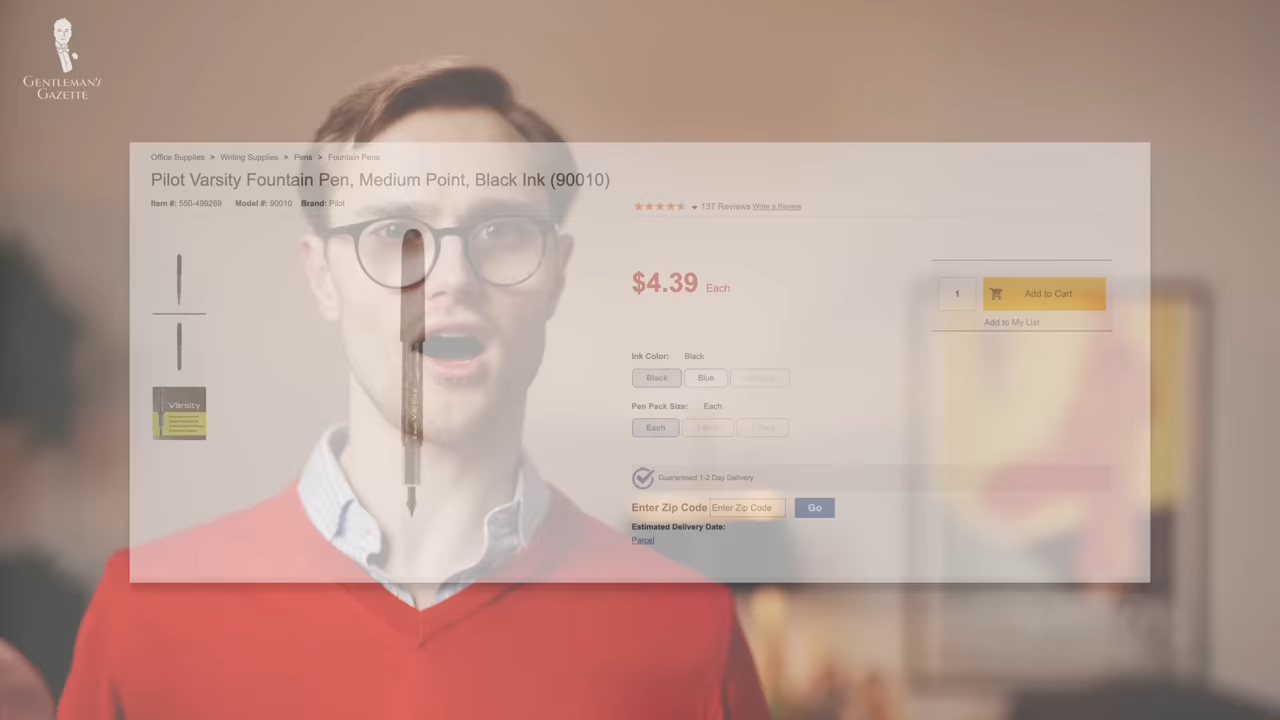 GENTLEMAN'S
GAZETTE
Office Supplies > Writing Supplies > Pens > Fountain Pens
Pilot Varsity Fountain Pen, Medium Point, Black Ink (90010)
Item #: 550-499269 Model #: 90010 Brand: Pilot
137 Reviews Write a Review
$4.39 Each
1 Add to Cart
Add to My List
Ink Color: Black
Black Blue
Pen Pack Size: Each
Each
Varsity
Varsity
Guaranteed 1-2 Day Delivery
Enter Zip Code Enter Zip Code Go
Estimated Delivery Date:
Parcel